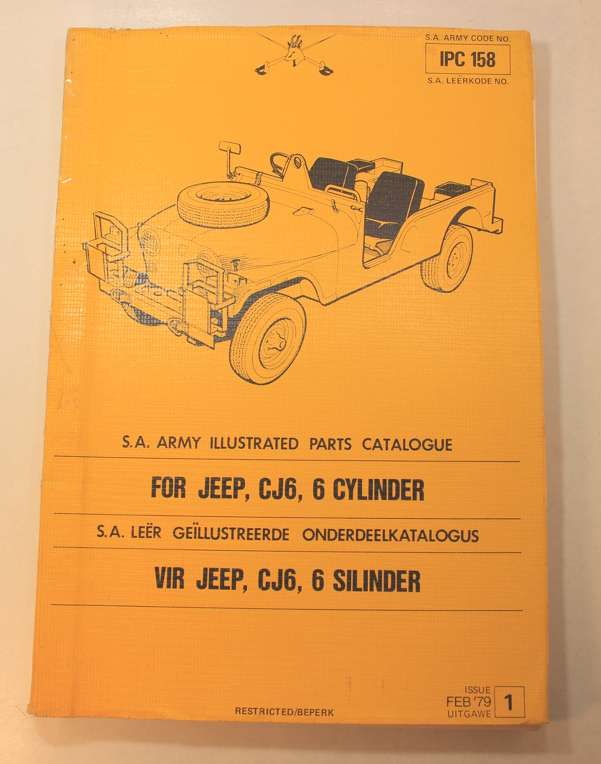 S.A. ARMY CODE NO.
IPC 158
S.A. LEERKODE NO.
S.A. ARMY ILLUSTRATED PARTS CATALOGUE
FOR JEEP, CJ6, 6 CYLINDER
S.A. LEËR GEÏLLUSTREERDE ONDERDEELKATALOGUS
VIR JEEP, CJ6, 6 SILINDER
RESTRICTED/BEPERK
ISSUE
FEB '79
UITGAWE
1